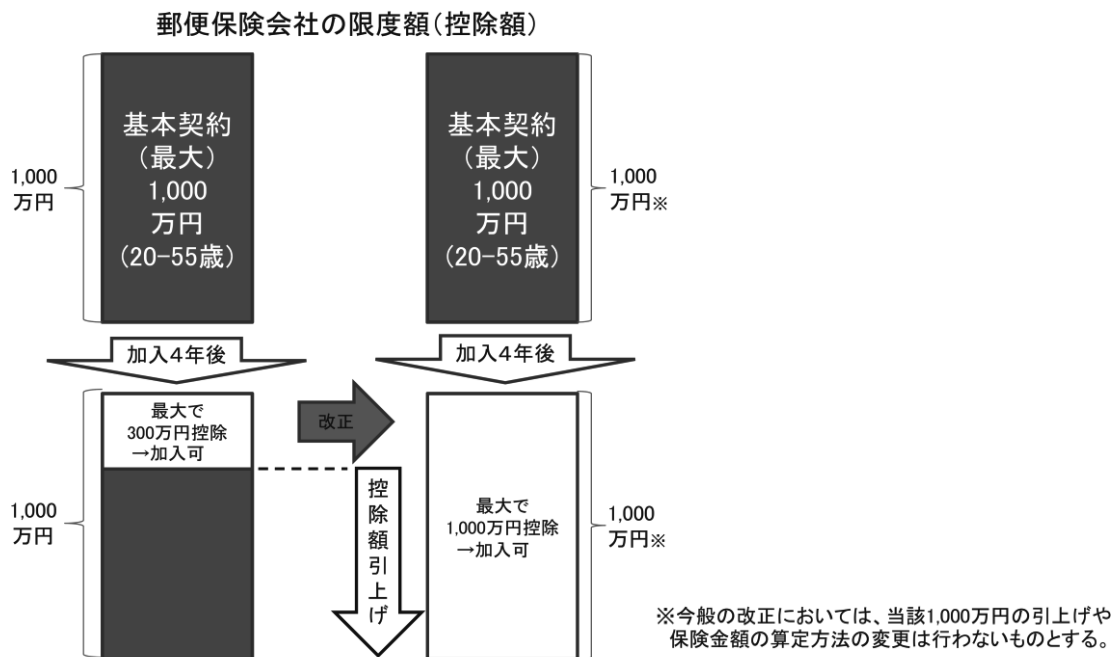 郵便保険会社の限度額(控除額)
1,000
万円
基本契約
(最大)
1,000
万円
(20-55歳)
基本契約
(最大)
1,000
万円
(20-55歳)
1,000
万円※
加入4年後
加入4年後
1,000
万円
最大で
300万円控除
→加入可
改正
控除額引上げ
最大で
1,000万円控除
→加入可
1,000
万円※
※今般の改正においては、当該1,000万円の引上げや
保険金額の算定方法の変更は行わないものとする。